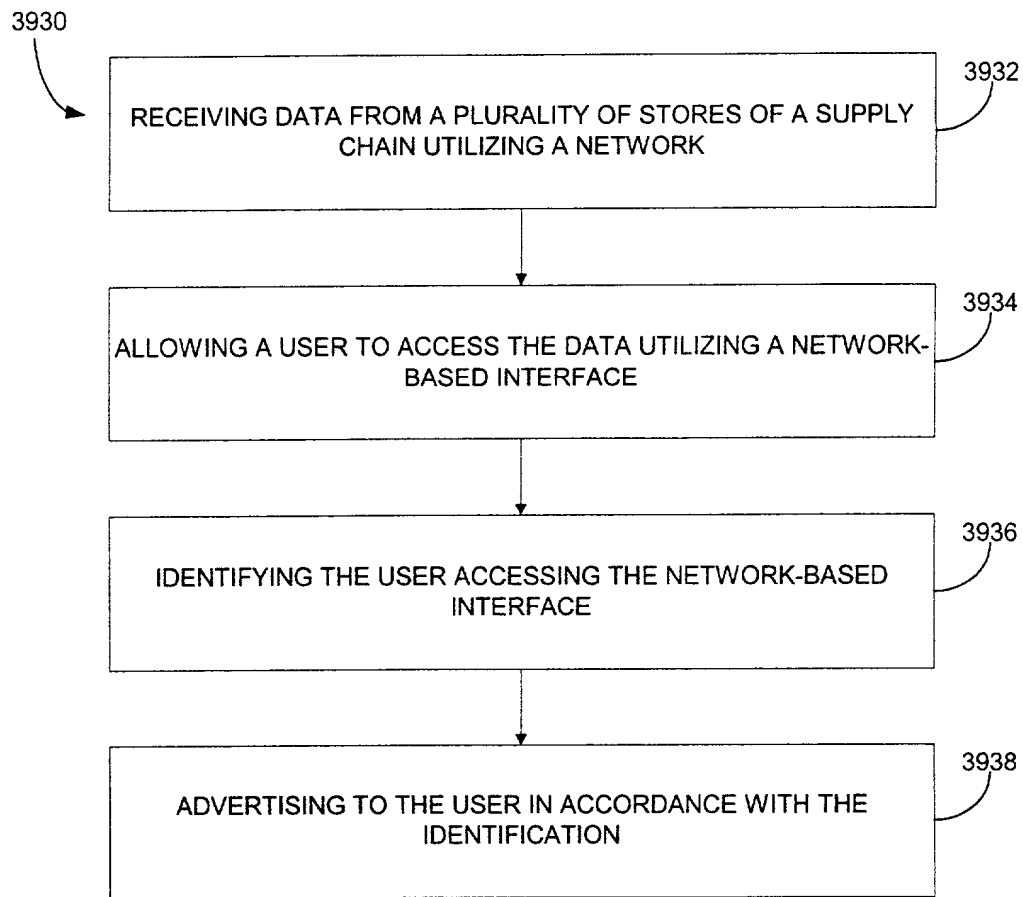 3930
3932
RECEIVING DATA FROM A PLURALITY OF STORES OF A SUPPLY
CHAIN UTILIZING A NETWORK
3934
ALLOWING A USER TO ACCESS THE DATA UTILIZING A NETWORK-
BASED INTERFACE
3936
IDENTIFYING THE USER ACCESSING THE NETWORK-BASED
INTERFACE
3938
ADVERTISING TO THE USER IN ACCORDANCE WITH THE
IDENTIFICATION